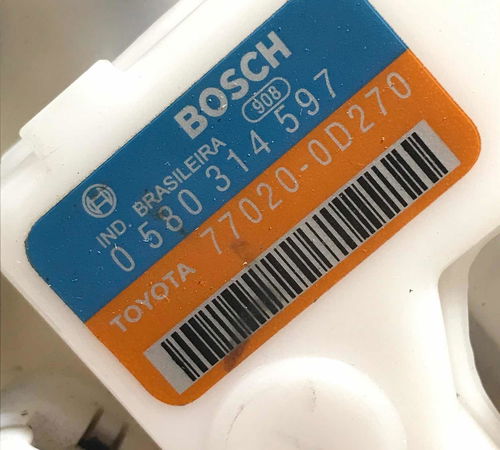 BOSCH
IND. BRASILEIRA 908
0 580 314 597
TOYOTA 77020-0D270